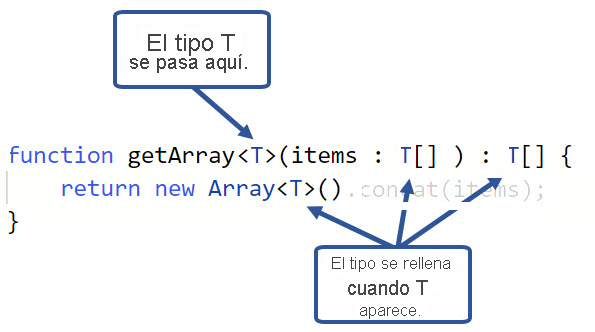 El tipo T
se pasa aquí.
function getArray<T>(items : T[] ) : T[] {
return new Array<T>().concat(items);
}
El tipo se rellena
cuando T
aparece.